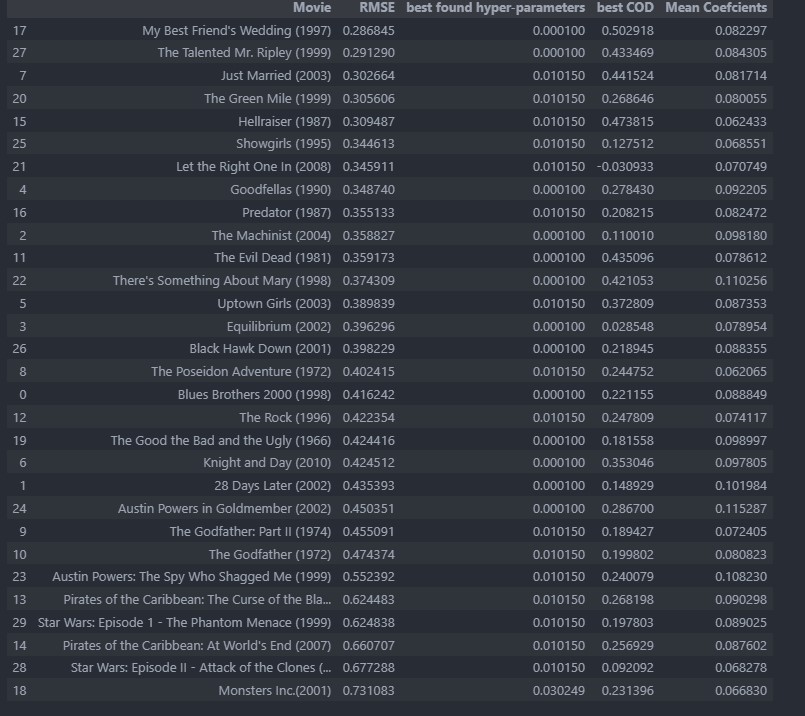 Movie RMSE best found hyper-parameters best COD Mean Coefcients
17 My Best Friend's Wedding (1997) 0.286845 0.000100 0.502918 0.082297
27 The Talented Mr. Ripley (1999) 0.291290 0.000100 0.433469 0.084305
7 Just Married (2003) 0.302664 0.010150 0.441524 0.081714
20 The Green Mile (1999) 0.305606 0.010150 0.268646 0.080055
15 Hellraiser (1987) 0.309487 0.010150 0.473815 0.062433
25 Showgirls (1995) 0.344613 0.010150 0.127512 0.068551
21 Let the Right One In (2008) 0.345911 0.010150 -0.030933 0.070749
4 Goodfellas (1990) 0.348740 0.000100 0.278430 0.092205
16 Predator (1987) 0.355133 0.010150 0.208215 0.082472
2 The Machinist (2004) 0.358827 0.000100 0.110010 0.098180
11 The Evil Dead (1981) 0.359173 0.000100 0.435096 0.078612
22 There's Something About Mary (1998) 0.374309 0.000100 0.421053 0.110256
5 Uptown Girls (2003) 0.389839 0.010150 0.372809 0.087353
3 Equilibrium (2002) 0.396296 0.000100 0.028548 0.078954
26 Black Hawk Down (2001) 0.398229 0.000100 0.218945 0.088355
8 The Poseidon Adventure (1972) 0.402415 0.010150 0.244752 0.062065
0 Blues Brothers 2000 (1998) 0.416242 0.000100 0.221155 0.088849
12 The Rock (1996) 0.422354 0.010150 0.247809 0.074117
19 The Good the Bad and the Ugly (1966) 0.424416 0.000100 0.181558 0.098997
6 Knight and Day (2010) 0.424512 0.000100 0.353046 0.097805
1 28 Days Later (2002) 0.435393 0.000100 0.148929 0.101984
24 Austin Powers in Goldmember (2002) 0.450351 0.000100 0.286700 0.115287
9 The Godfather: Part II (1974) 0.455091 0.010150 0.189427 0.072405
10 The Godfather (1972) 0.474374 0.010150 0.199802 0.080823
23 Austin Powers: The Spy Who Shagged Me (1999) 0.552392 0.010150 0.240079 0.108230
13 Pirates of the Caribbean: The Curse of the Bla... 0.624483 0.010150 0.268198 0.090298
29 Star Wars: Episode 1 - The Phantom Menace (1999) 0.624838 0.010150 0.197803 0.089025
14 Pirates of the Caribbean: At World's End (2007) 0.660707 0.010150 0.256929 0.087602
28 Star Wars: Episode II - Attack of the Clones (... 0.677288 0.010150 0.092092 0.068278
18 Monsters Inc.(2001) 0.731083 0.030249 0.231396 0.066830